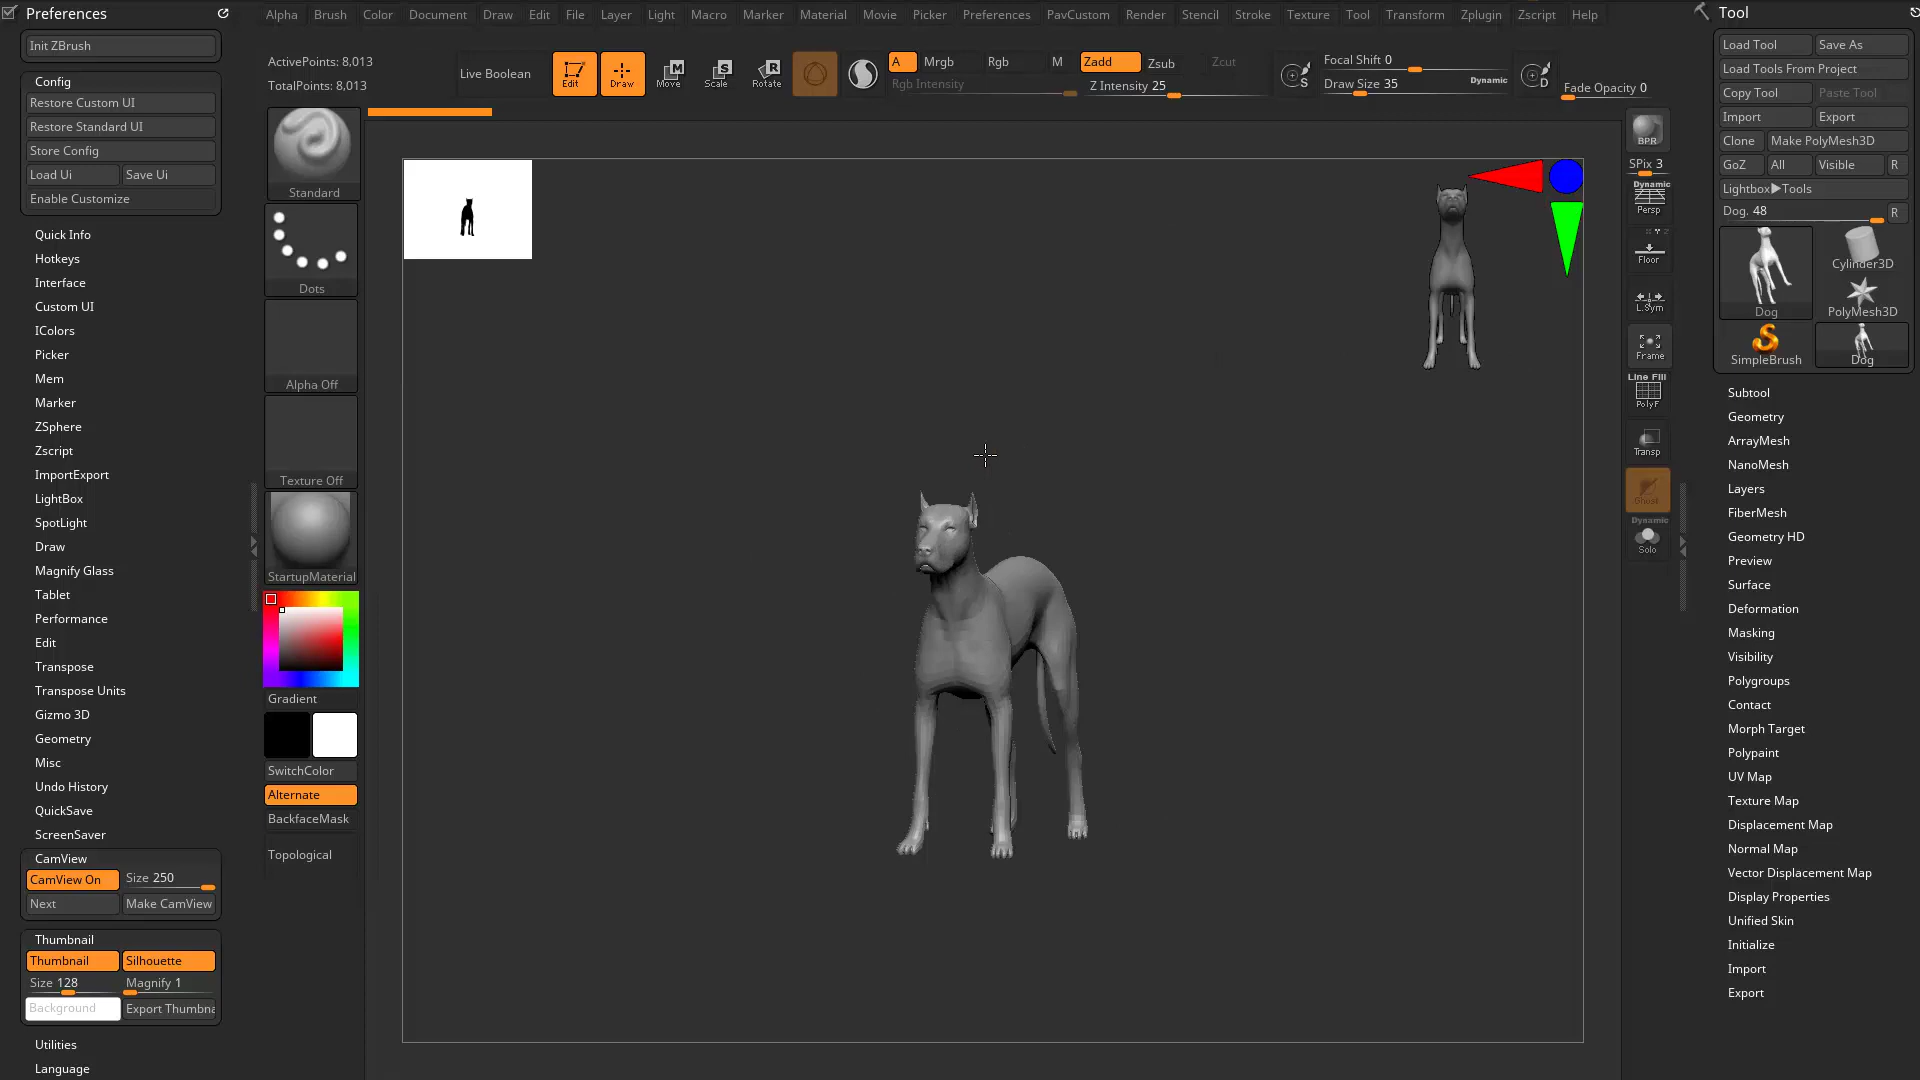 Preferences
Init ZBrush
Config
Restore Custom UI
Restore Standard UI
Store Config
Load Ui Save Ui
Enable Customize
Quick Info
Hotkeys
Interface
Custom UI
IColors
Picker
Mem
Marker
ZSphere
Zscript
ImportExport
LightBox
SpotLight
Draw
Magnify Glass
Tablet
Performance
Edit
Transpose
Transpose Units
Gizmo 3D
Geometry
Misc
Undo History
QuickSave
ScreenSaver
CamView
CamView On Size 250
Next Make CamView
Thumbnail
Thumbnail Silhouette
Size 128 Magnify 1
Background Export Thumbna
Utilities
Language
Alpha Brush Color Document Draw Edit File Layer Light Macro Marker Material Movie Picker Preferences PavCustom Render Stencil Stroke Texture Tool Transform Zplugin Zscript Help
ActivePoints: 8,013
TotalPoints: 8,013
Live Boolean
Edit Draw Move Scale Rotate
M S R
A Mrgb Rgb M Zadd Zsub Zcut
Rgb Intensity Z Intensity 25
S Focal Shift 0
Draw Size 35 Dynamic
D Fade Opacity 0
Standard
Dots
Alpha Off
Texture Off
StartupMaterial
Gradient
SwitchColor
Alternate
BackfaceMask
Topological
BPR
SPix 3
Dynamic
Persp
Floor
L.Sym
Frame
Line Fill
PolyF
Transp
Ghost
Dynamic
Solo
Tool
Load Tool Save As
Load Tools From Project
Copy Tool Paste Tool
Import Export
Clone Make PolyMesh3D
GoZ All Visible R
Lightbox▶Tools
Dog. 48 R
Dog
Cylinder3D
PolyMesh3D
SimpleBrush
Dog
Subtool
Geometry
ArrayMesh
NanoMesh
Layers
FiberMesh
Geometry HD
Preview
Surface
Deformation
Masking
Visibility
Polygroups
Contact
Morph Target
Polypaint
UV Map
Texture Map
Displacement Map
Normal Map
Vector Displacement Map
Display Properties
Unified Skin
Initialize
Import
Export